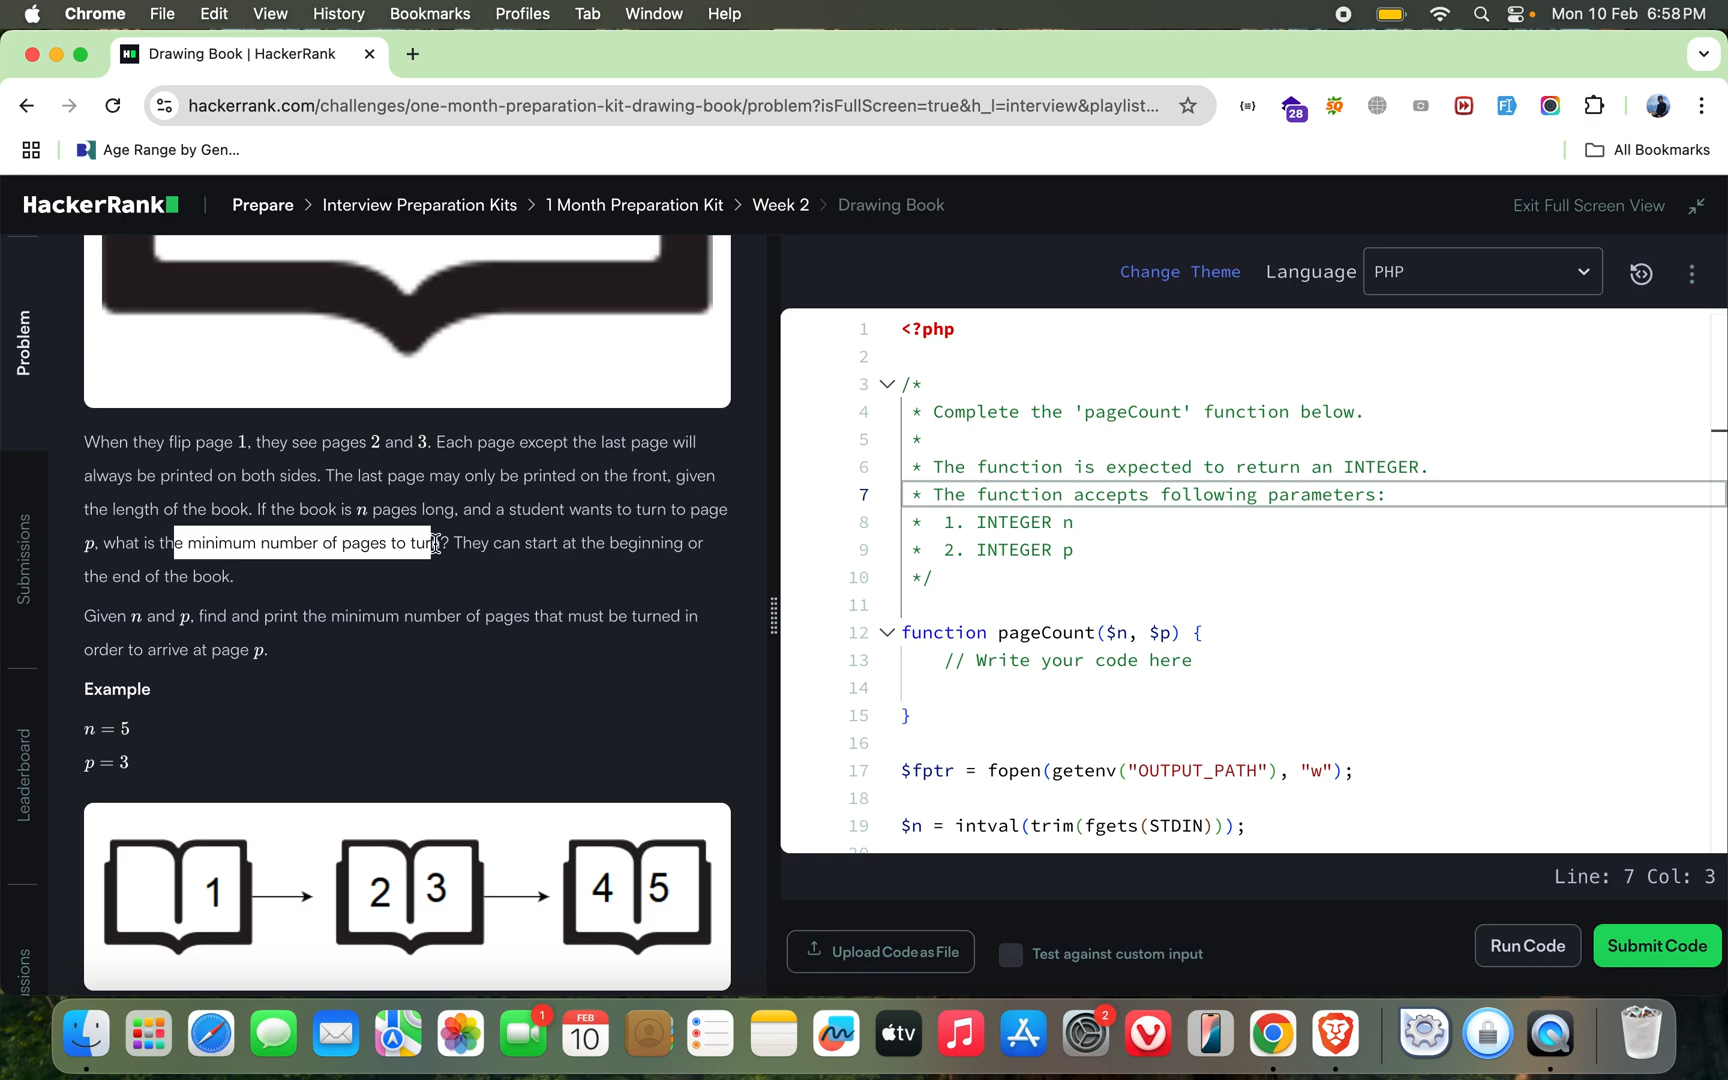 Chrome File Edit View History Bookmarks Profiles Tab Window Help Mon 10 Feb 6:58 PM
Drawing Book | HackerRank
hackerrank.com/challenges/one-month-preparation-kit-drawing-book/problem?isFullScreen=true&h_l=interview&playlist...
28
Age Range by Gen...
All Bookmarks
HackerRank
Prepare > Interview Preparation Kits > 1 Month Preparation Kit > Week 2 > Drawing Book
Exit Full Screen View
Problem
Submissions
Leaderboard
When they flip page 1, they see pages 2 and 3. Each page except the last page will
always be printed on both sides. The last page may only be printed on the front, given
the length of the book. If the book is n pages long, and a student wants to turn to page
p, what is the minimum number of pages to turn? They can start at the beginning or
the end of the book.
Given n and p, find and print the minimum number of pages that must be turned in
order to arrive at page p.
Example
n = 5
p = 3
1
2 3
4 5
Change Theme Language PHP
1 <?php
2
3 /*
4 * Complete the 'pageCount' function below.
5 *
6 * The function is expected to return an INTEGER.
7 * The function accepts following parameters:
8 * 1. INTEGER n
9 * 2. INTEGER p
10 */
11
12 function pageCount($n, $p) {
13 // Write your code here
14
15 }
16
17 $fptr = fopen(getenv("OUTPUT_PATH"), "w");
18
19 $n = intval(trim(fgets(STDIN)));
20
Line: 7 Col: 3
Upload Code as File
Test against custom input
Run Code
Submit Code
1
FEB
10
tv
2